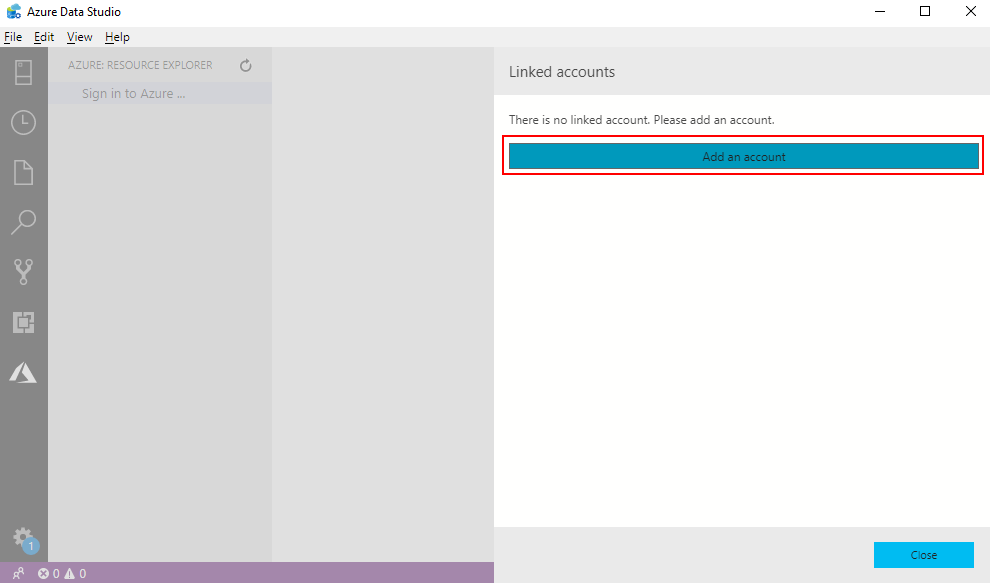 Azure Data Studio
File Edit View Help
AZURE: RESOURCE EXPLORER
Sign in to Azure ...
Linked accounts
There is no linked account. Please add an account.
Add an account
1
0 0
Close